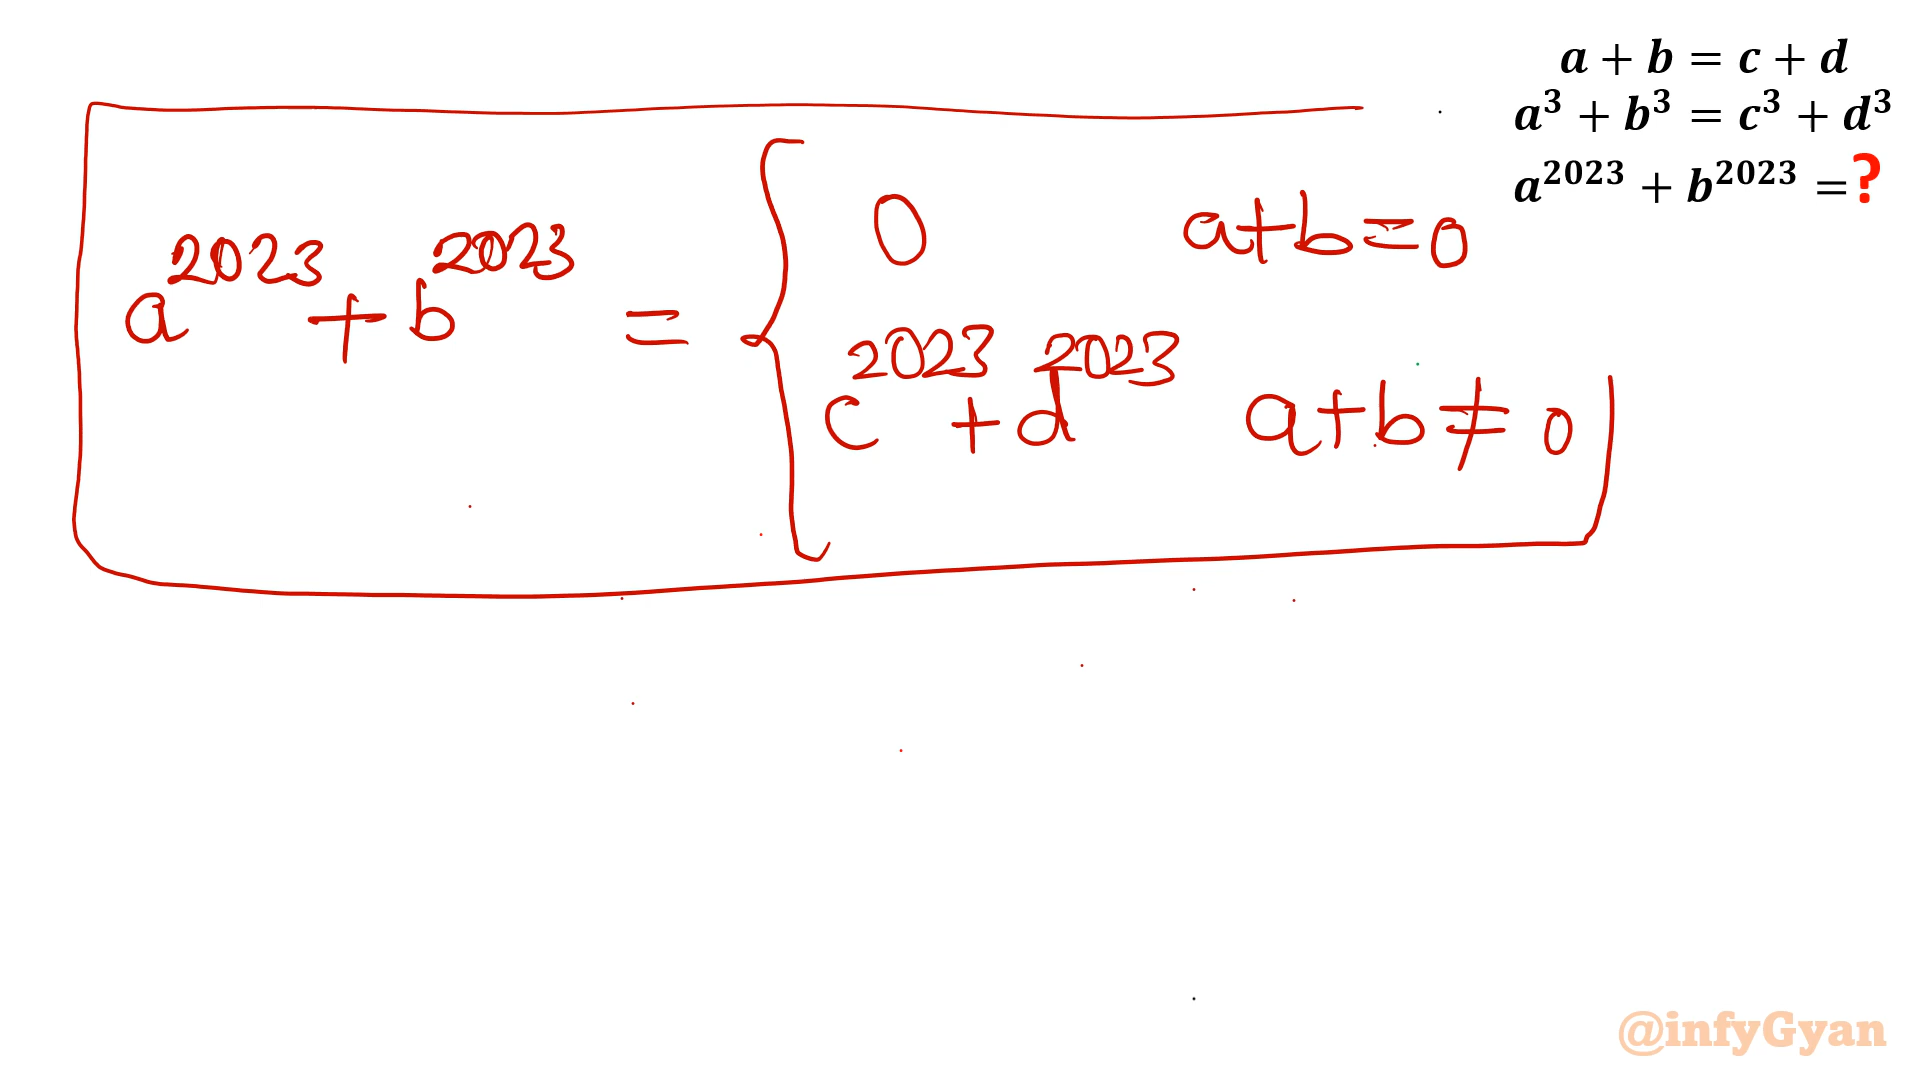 a + b = c + d
a³ + b³ = c³ + d³
a²⁰²³ + b²⁰²³ = ?
0 a+b=0
a²⁰²³ + b²⁰²³ = {
c²⁰²³ + d²⁰²³ a+b≠0
@infyGyan